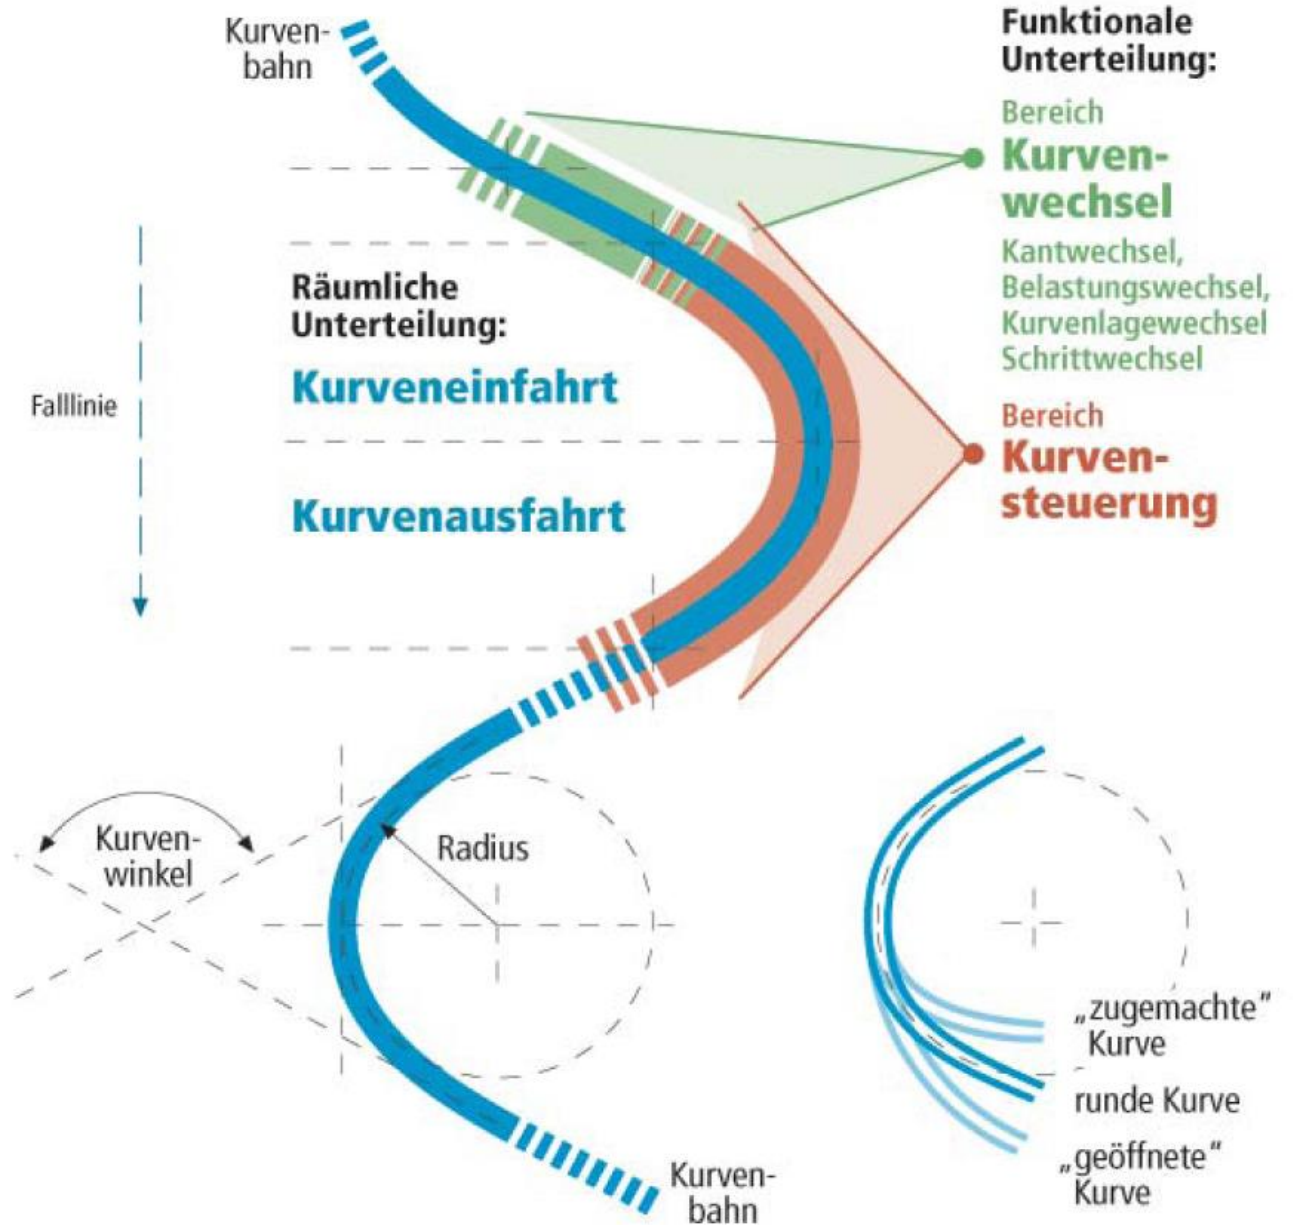 Kurven-
bahn
Funktionale
Unterteilung:
Bereich
Kurven-
wechsel
Kantwechsel,
Belastungswechsel,
Kurvenlagewechsel
Schrittwechsel
Räumliche
Unterteilung:
Kurveneinfahrt
Falllinie
Bereich
Kurven-
steuerung
Kurvenausfahrt
Kurven-
winkel
Radius
„zugemachte“
Kurve
runde Kurve
„geöffnete“
Kurve
Kurven-
bahn